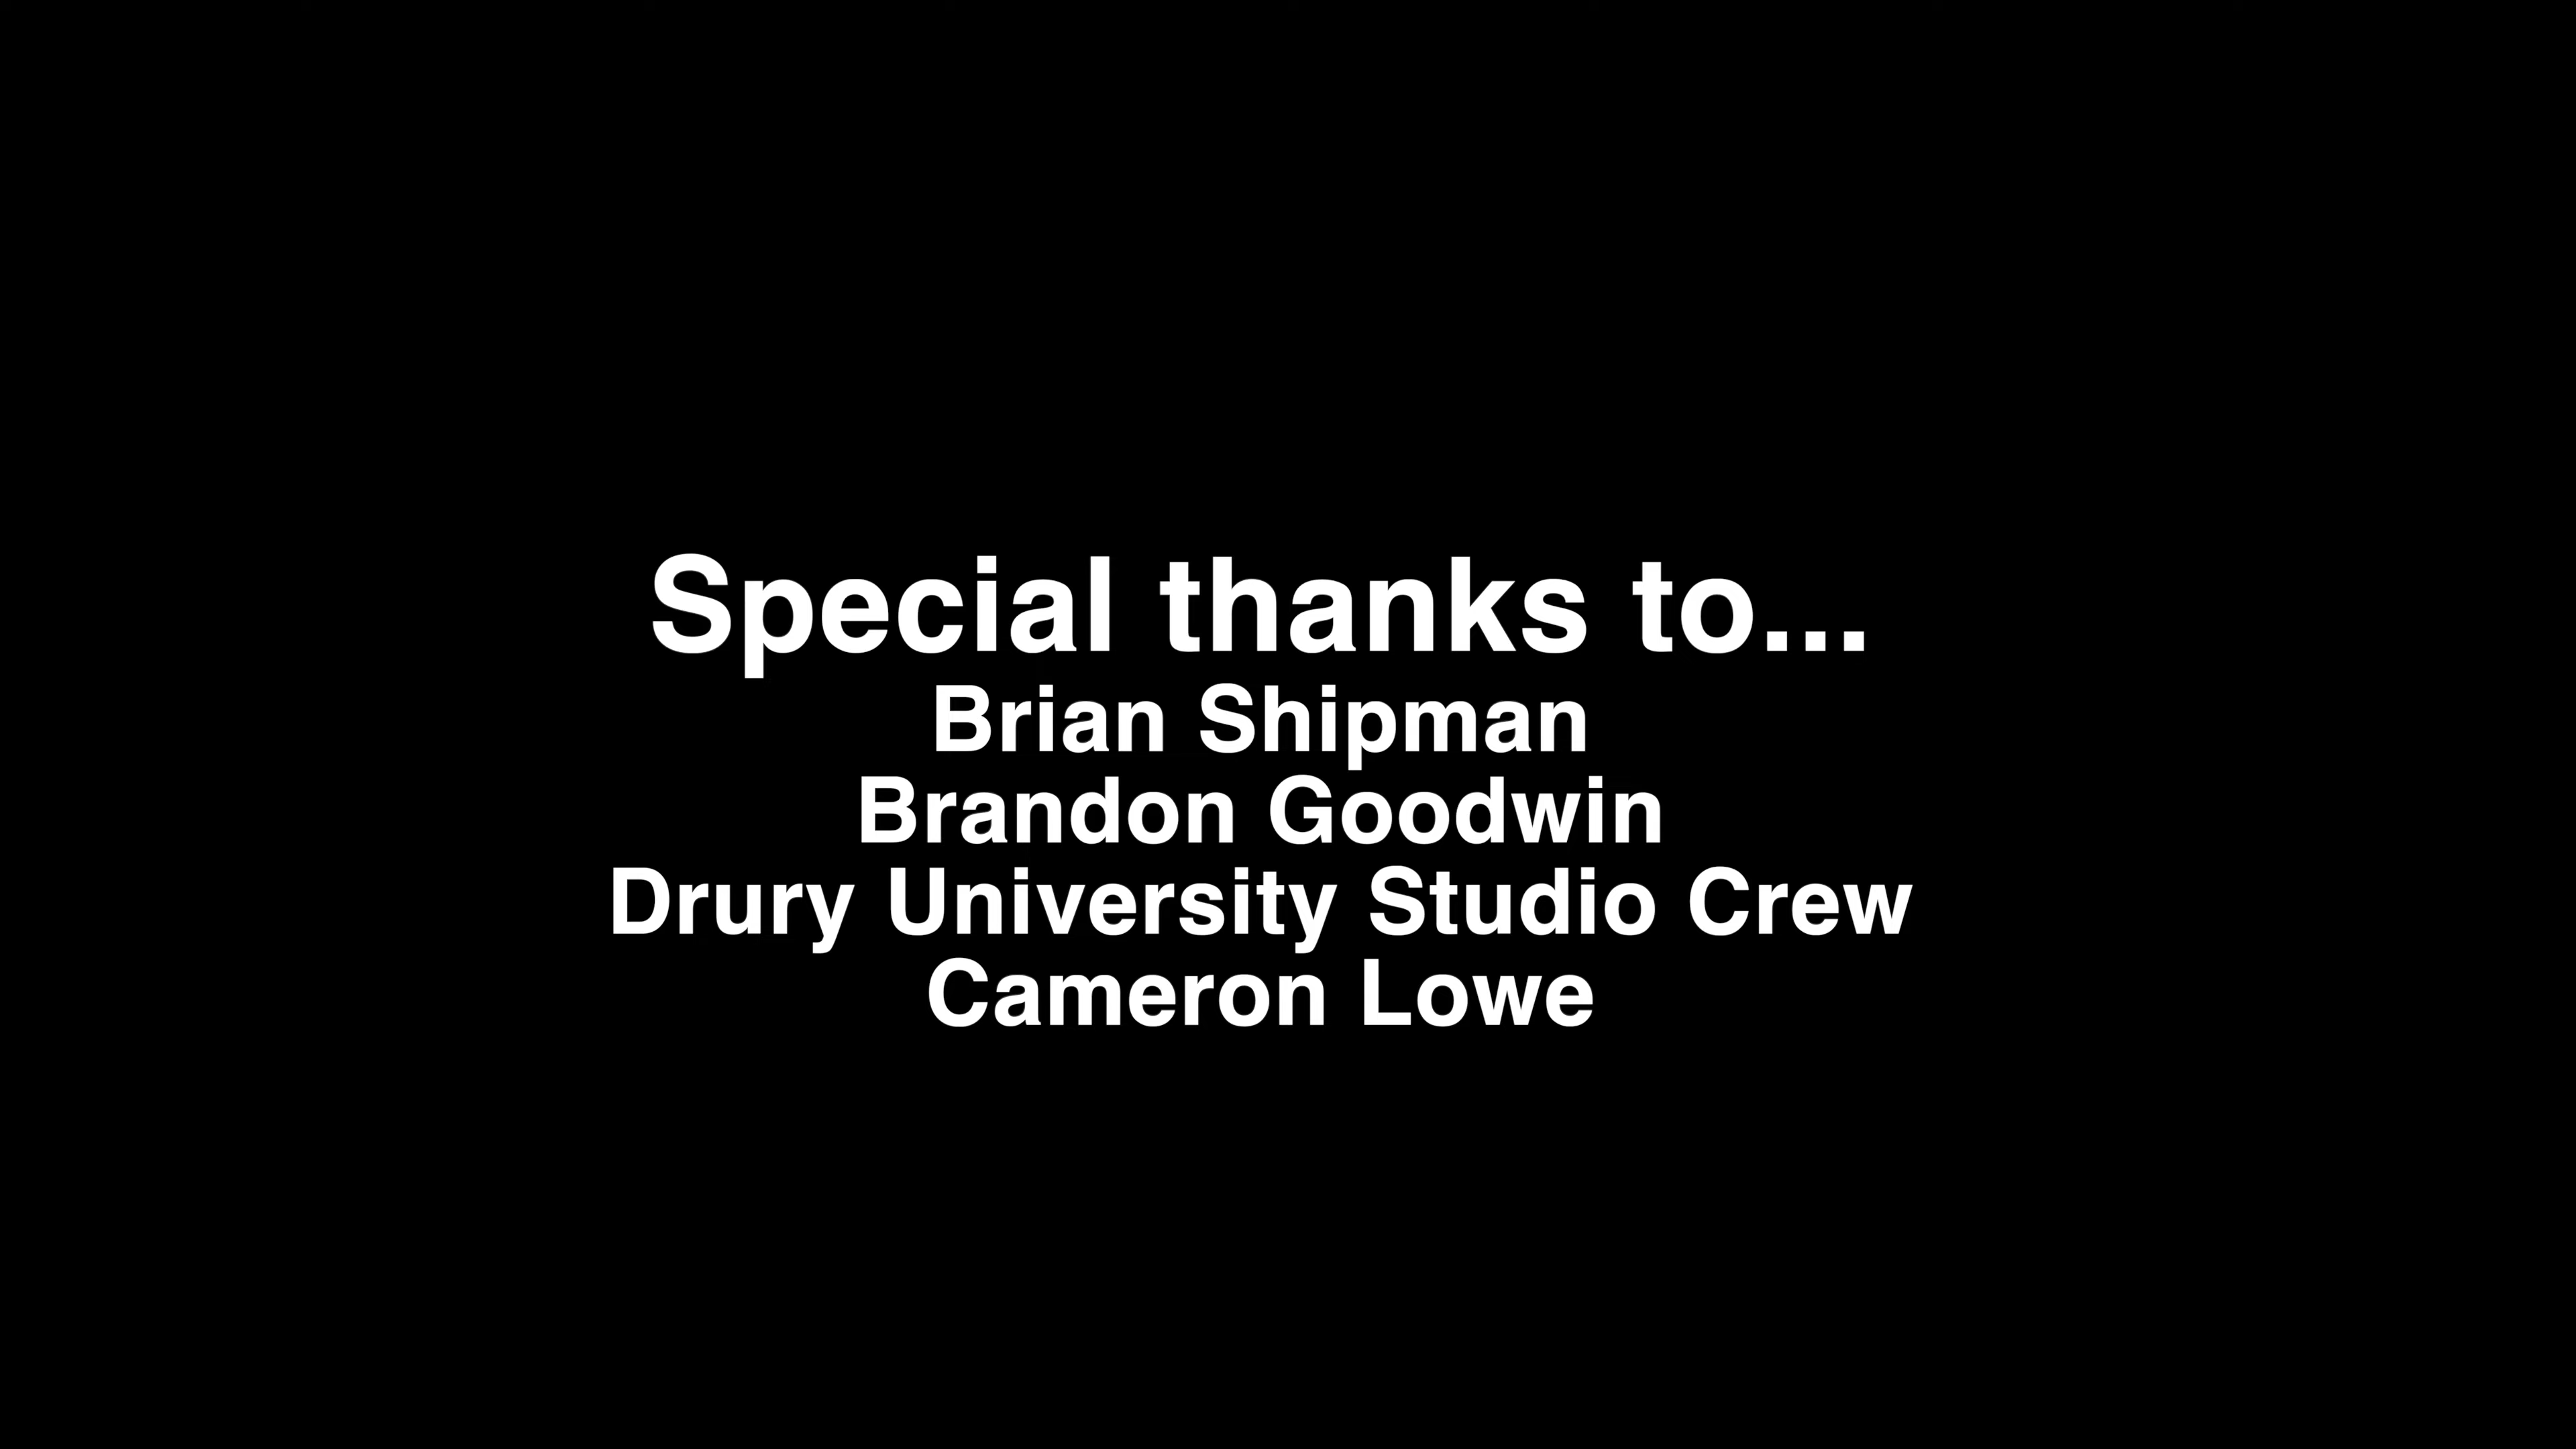 Special thanks to...
Brian Shipman
Brandon Goodwin
Drury University Studio Crew
Cameron Lowe